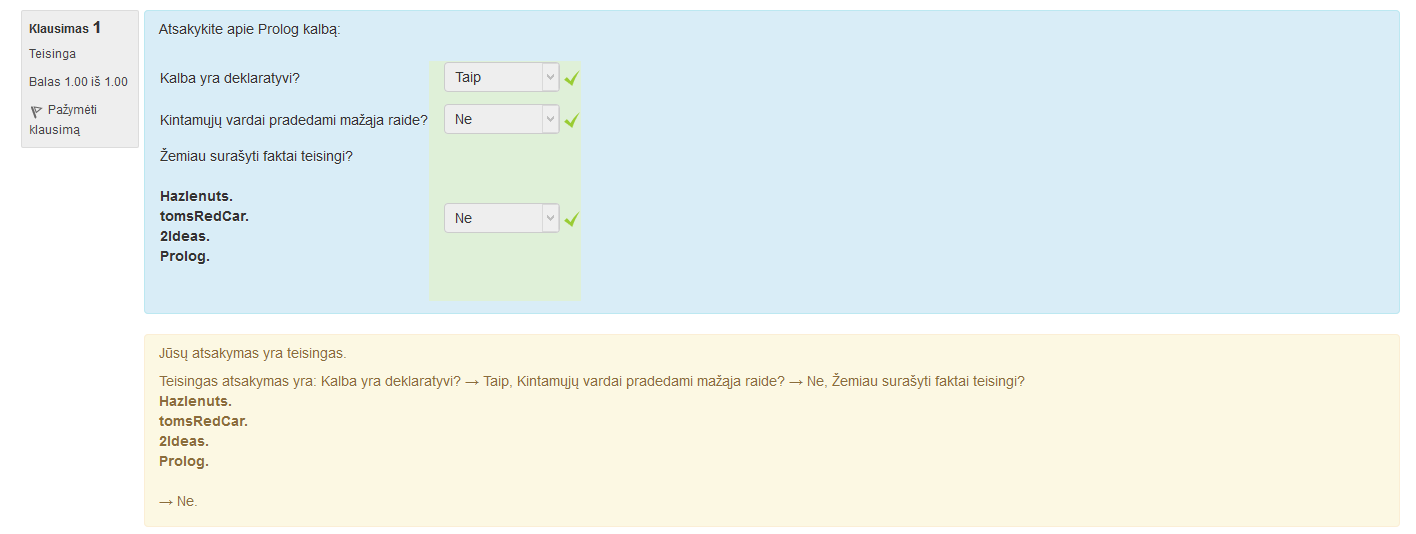 Klausimas 1
Teisinga
Balas 1.00 iš 1.00
Pažymėti
klausimą
Atsakykite apie Prolog kalbą:
Kalba yra deklaratyvi?
Taip
Kintamųjų vardai pradedami mažąja raide?
Ne
Žemiau surašyti faktai teisingi?
Hazlenuts.
tomsRedCar.
2Ideas.
Prolog.
Ne
Jūsų atsakymas yra teisingas.
Teisingas atsakymas yra: Kalba yra deklaratyvi? → Taip, Kintamųjų vardai pradedami mažąja raide? → Ne, Žemiau surašyti faktai teisingi?
Hazlenuts.
tomsRedCar.
2Ideas.
Prolog.
→ Ne.